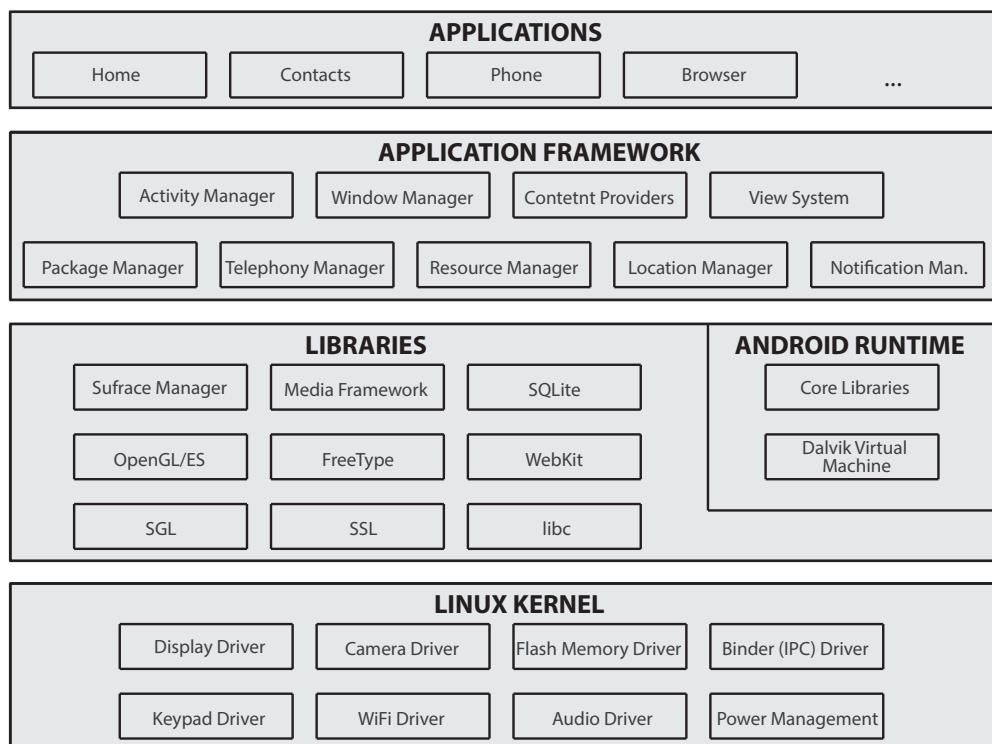 APPLICATIONS
Home Contacts Phone Browser ...
APPLICATION FRAMEWORK
Activity Manager Window Manager Contetnt Providers View System
Package Manager Telephony Manager Resource Manager Location Manager Notification Man.
LIBRARIES
Sufrace Manager Media Framework SQLite
OpenGL/ES FreeType WebKit
SGL SSL libc
ANDROID RUNTIME
Core Libraries
Dalvik Virtual
Machine
LINUX KERNEL
Display Driver Camera Driver Flash Memory Driver Binder (IPC) Driver
Keypad Driver WiFi Driver Audio Driver Power Management